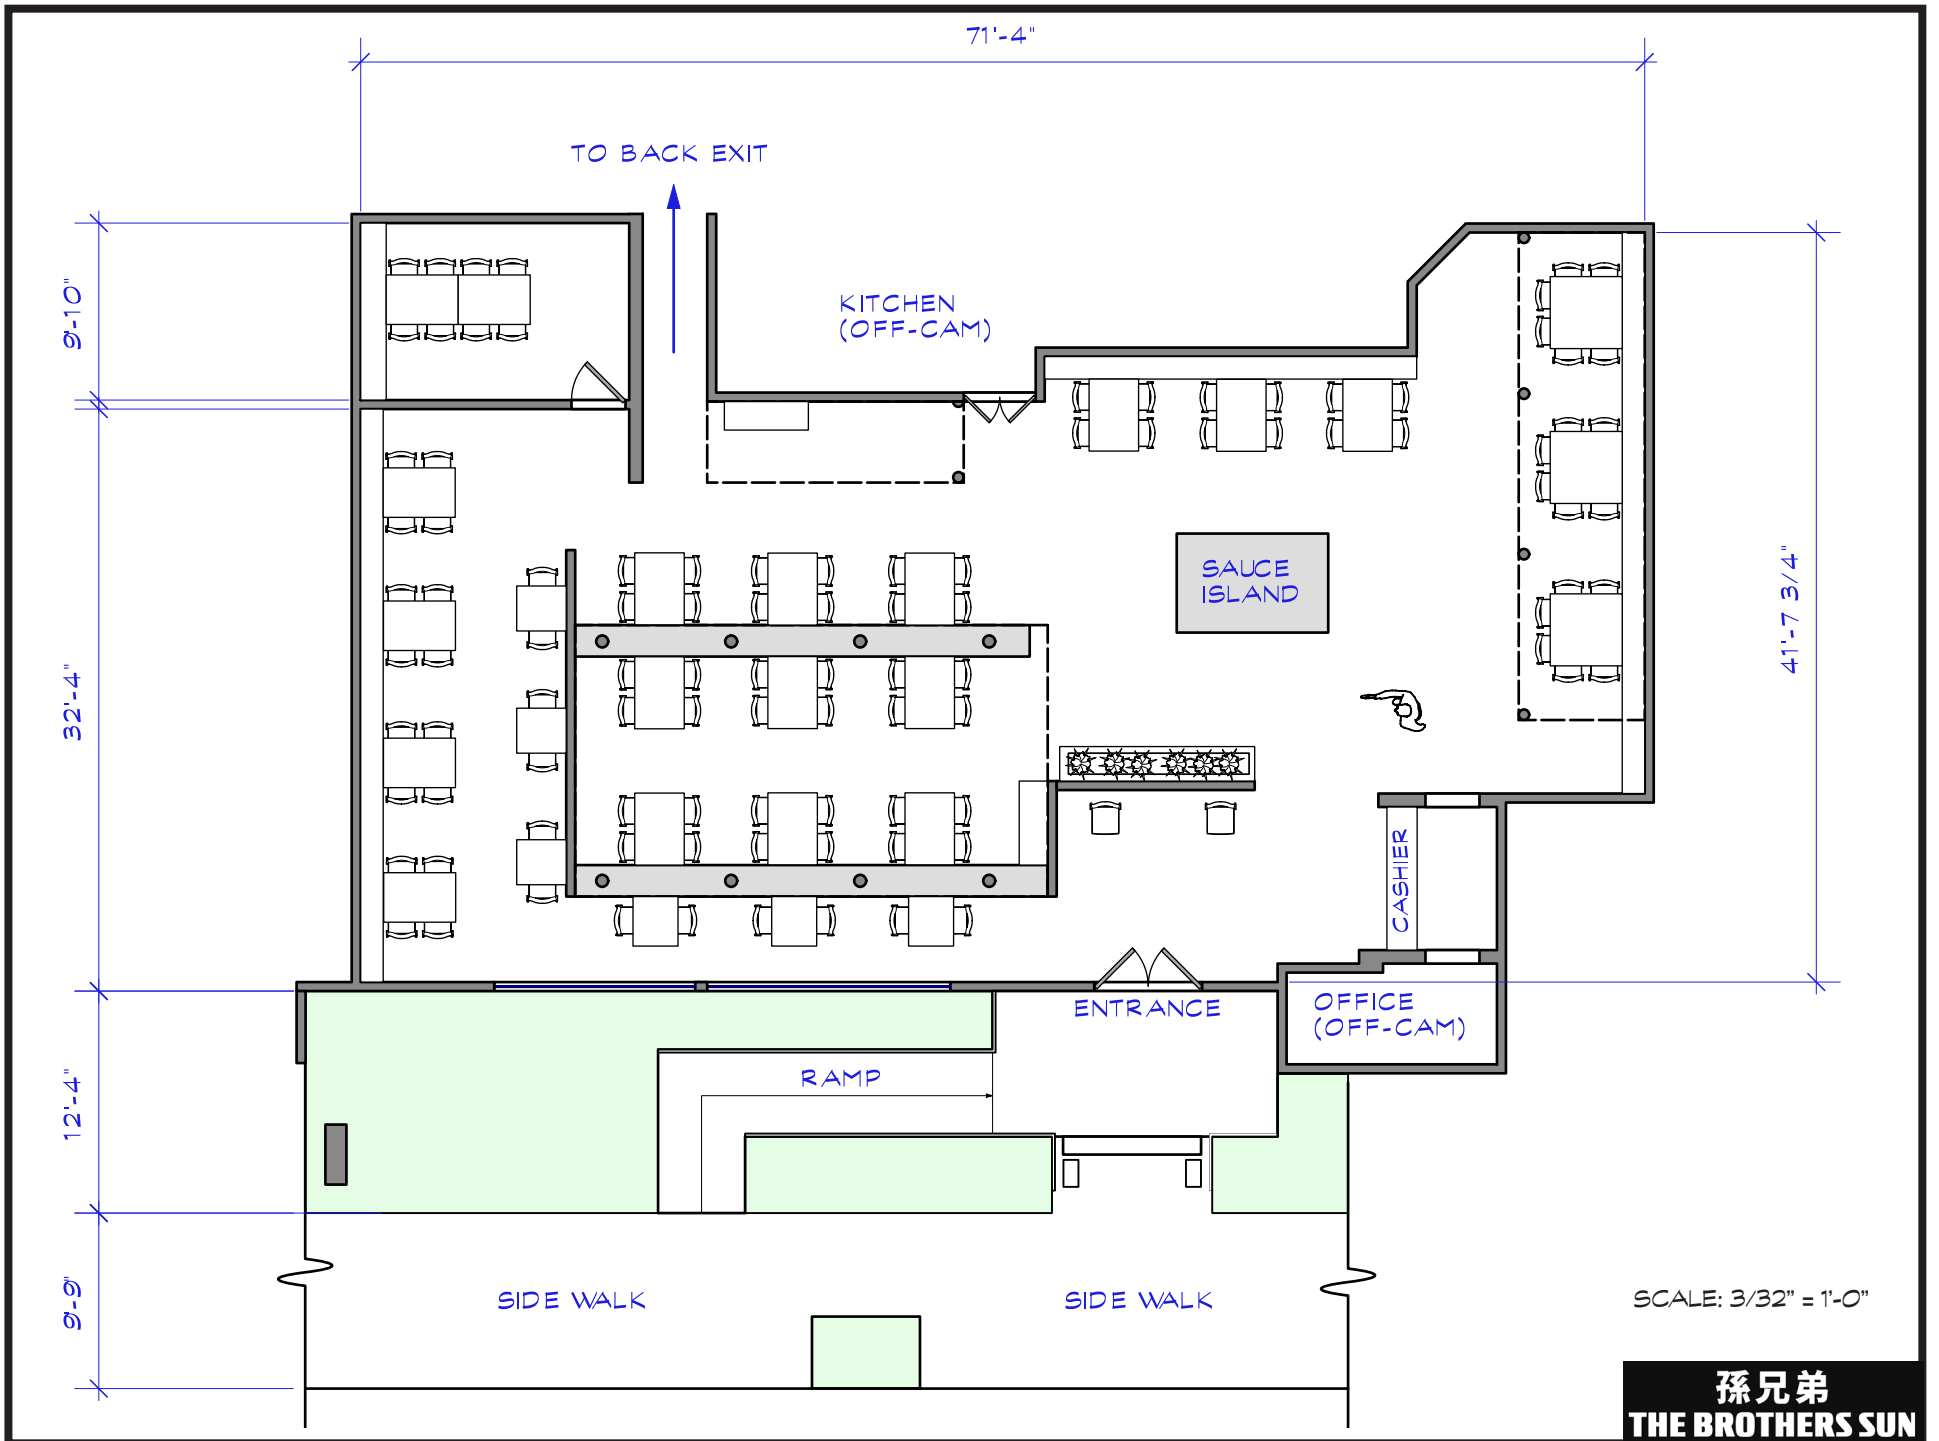 71'-4"
TO BACK EXIT
9'-10"
KITCHEN
(OFF-CAM)
SAUCE
ISLAND
41'-7 3/4"
32'-4"
CASHIER
ENTRANCE
OFFICE
(OFF-CAM)
RAMP
12'-4"
SIDE WALK
SIDE WALK
9'-9"
SCALE: 3/32" = 1'-0"
孫兄弟
THE BROTHERS SUN